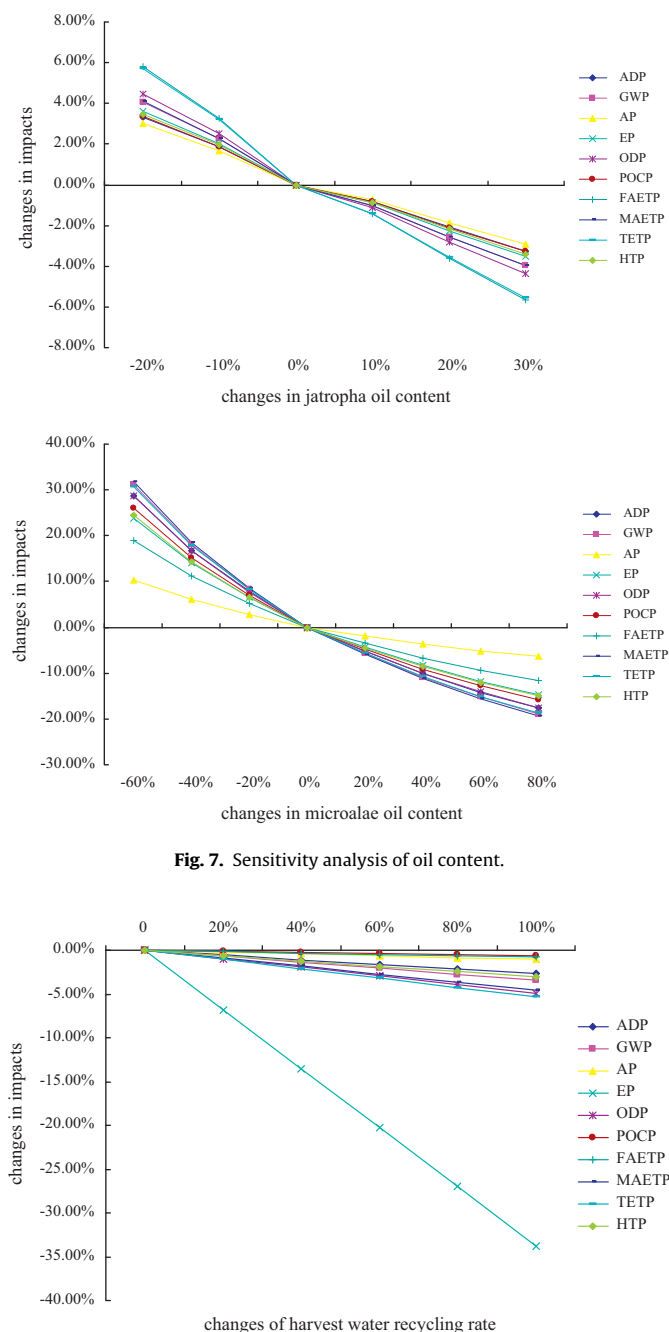 8.00%
6.00%
4.00%
2.00%
0.00%
-2.00%
-4.00%
-6.00%
-8.00%
changes in impacts
-20% -10% 0% 10% 20% 30%
changes in jatropha oil content
ADP
GWP
AP
EP
ODP
POCP
FAETP
MAETP
TETP
HTP
40.00%
30.00%
20.00%
10.00%
0.00%
-10.00%
-20.00%
-30.00%
changes in impacts
-60% -40% -20% 0% 20% 40% 60% 80%
changes in microalae oil content
ADP
GWP
AP
EP
ODP
POCP
FAETP
MAETP
TETP
HTP
Fig. 7. Sensitivity analysis of oil content.
0 20% 40% 60% 80% 100%
0.00%
-5.00%
-10.00%
-15.00%
-20.00%
-25.00%
-30.00%
-35.00%
-40.00%
changes in impacts
changes of harvest water recycling rate
ADP
GWP
AP
EP
ODP
POCP
FAETP
MAETP
TETP
HTP